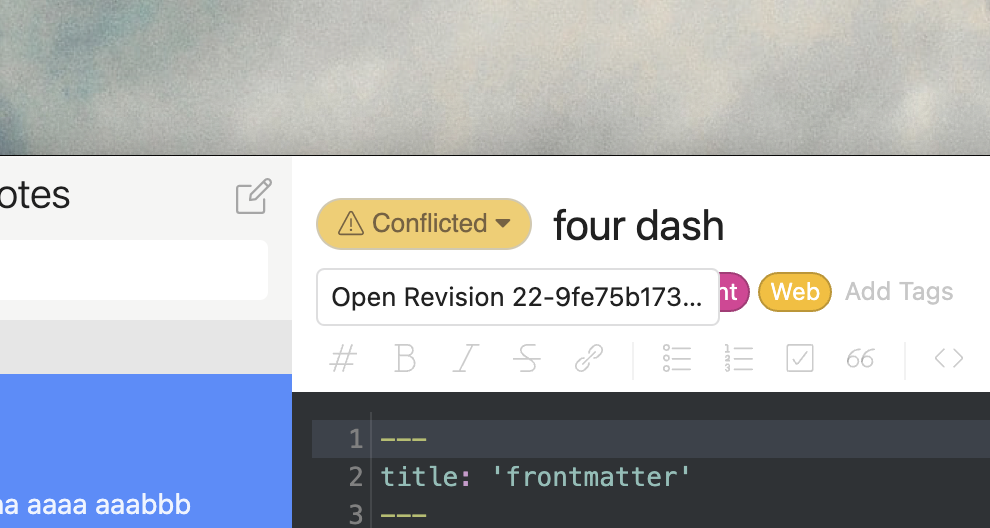 otes
Conflicted
four dash
Open Revision 22-9fe75b173...
nt
Web
Add Tags
1 ---
2 title: 'frontmatter'
3 ---
aa aaaa aaabbb